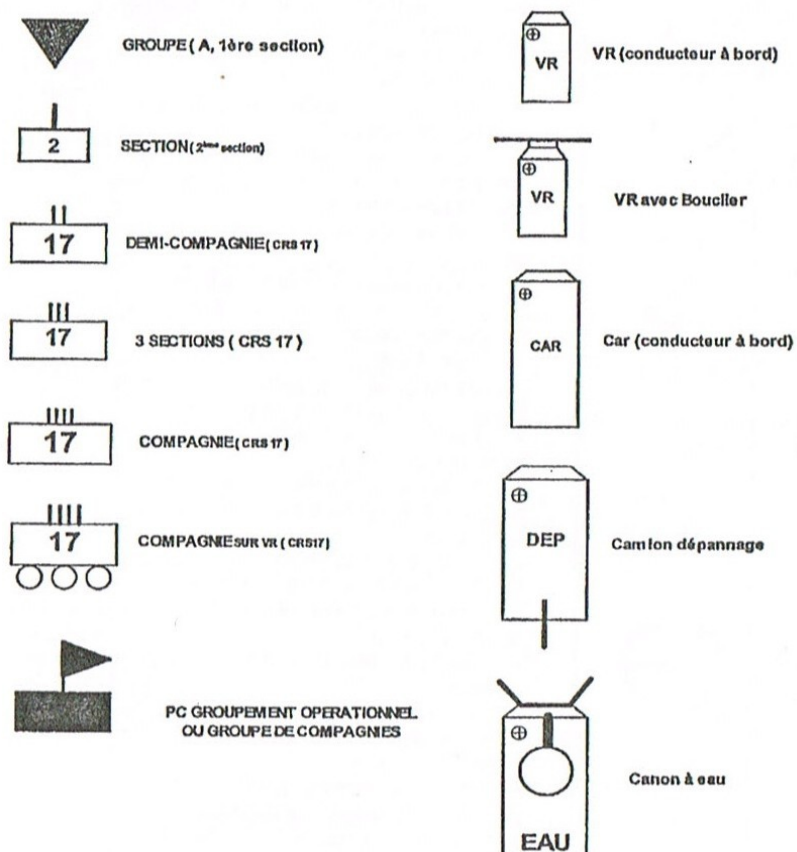 GROUPE (A, 1ère section)
2
SECTION (2ème section)
17
DEMI-COMPAGNIE (CRS 17)
17
3 SECTIONS ( CRS 17 )
17
COMPAGNIE (CRS 17)
17
COMPAGNIE SUR VR ( CRS17)
PC GROUPEMENT OPERATIONNEL
OU GROUPE DE COMPAGNIES
VR
VR (conducteur à bord)
VR
VR avec Bouclier
CAR
Car (conducteur à bord)
DEP
Camion dépannage
EAU
Canon à eau